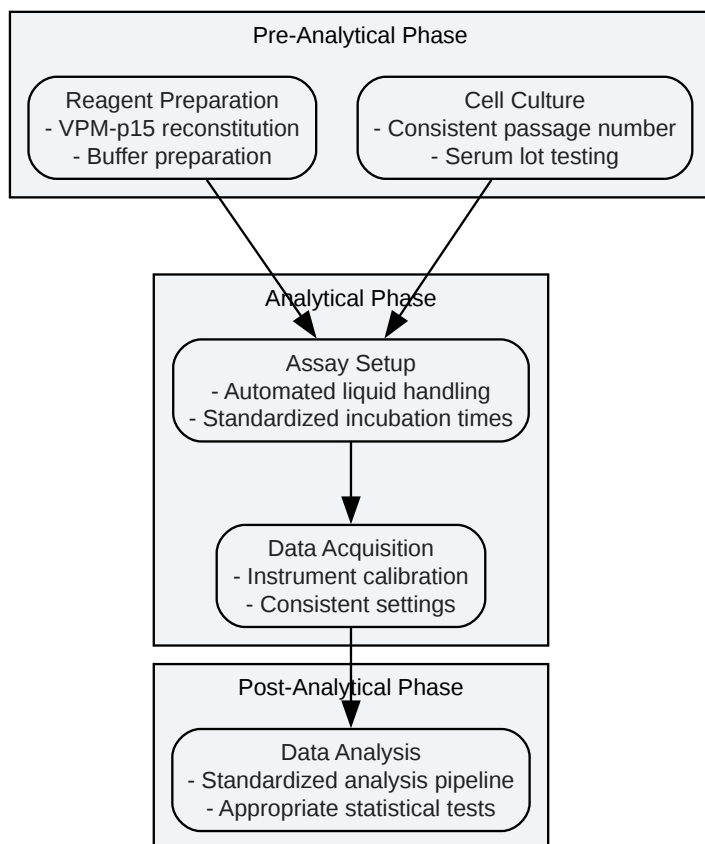 Pre-Analytical Phase
Reagent Preparation
- VPM-p15 reconstitution
- Buffer preparation
Cell Culture
- Consistent passage number
- Serum lot testing
Analytical Phase
Assay Setup
- Automated liquid handling
- Standardized incubation times
Data Acquisition
- Instrument calibration
- Consistent settings
Post-Analytical Phase
Data Analysis
- Standardized analysis pipeline
- Appropriate statistical tests